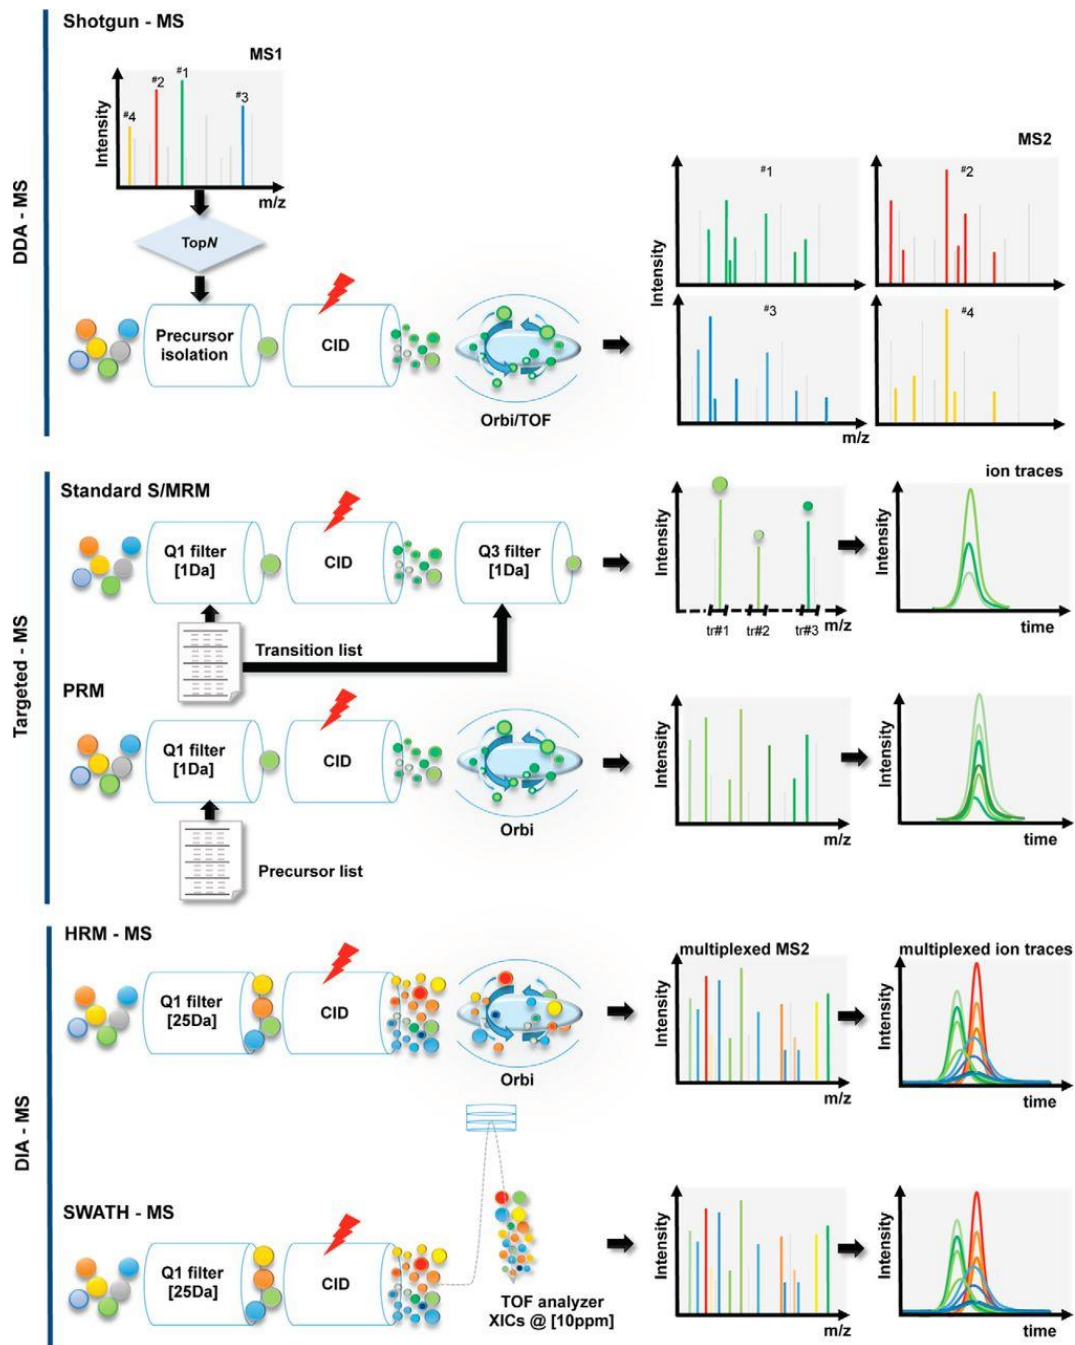 Shotgun - MS
MS1
#1
#2
#3
#4
Intensity
m/z
TopN
DDA - MS
Precursor
isolation
CID
Orbi/TOF
MS2
#1
#2
Intensity
#3
#4
m/z
Standard S/MRM
Q1 filter
[1Da]
CID
Q3 filter
[1Da]
Transition list
Intensity
tr#1
tr#2
tr#3
m/z
ion traces
Intensity
time
Targeted - MS
PRM
Q1 filter
[1Da]
CID
Orbi
Precursor list
Intensity
m/z
Intensity
time
HRM - MS
Q1 filter
[25Da]
CID
Orbi
multiplexed MS2
Intensity
m/z
multiplexed ion traces
Intensity
time
DIA - MS
SWATH - MS
Q1 filter
[25Da]
CID
TOF analyzer
XICs @ [10ppm]
Intensity
m/z
Intensity
time